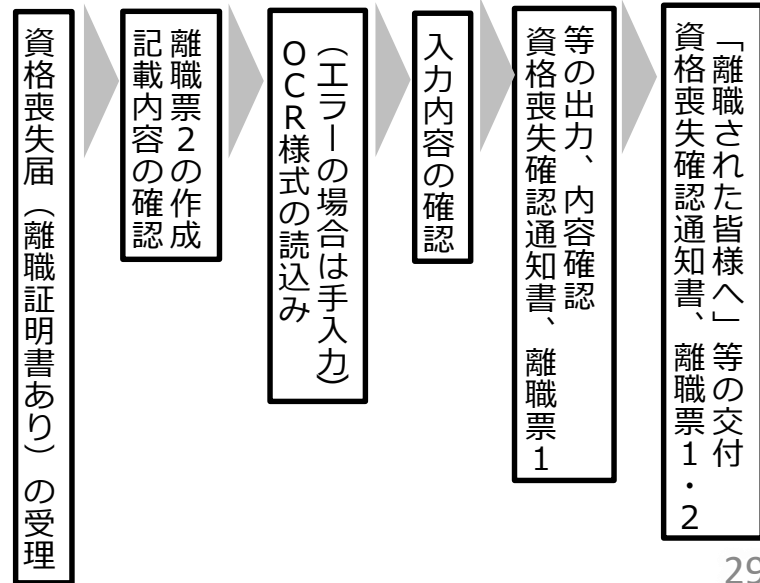 資格喪失届（離職証明書あり）の受理
記載内容の確認
離職票2の作成
OCR様式の読込み
（エラーの場合は手入力）
入力内容の確認
資格喪失確認通知書、離職票1
等の出力、内容確認
資格喪失確認通知書、離職票1・2
「離職された皆様へ」等の交付
29